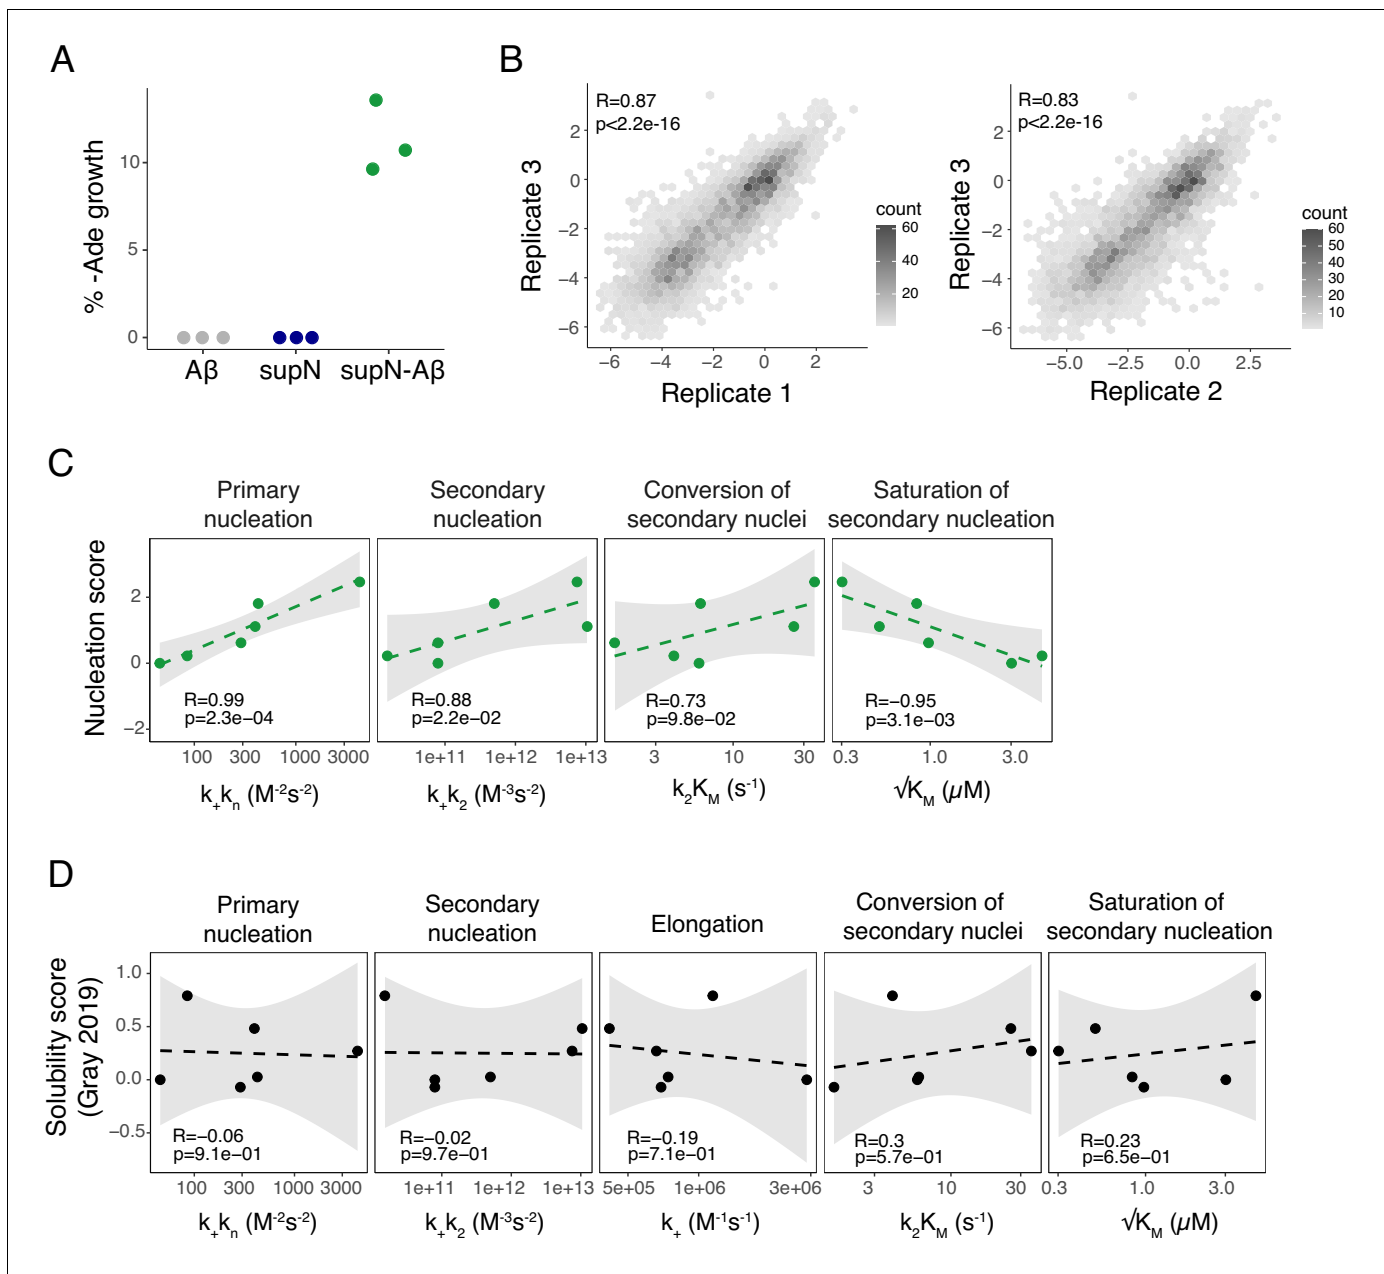 A
% -Ade growth
10
5
0
Aβ
supN
supN-Aβ
B
R=0.87
p<2.2e-16
Replicate 3
2
0
−2
−4
−6
−6
−4
−2
0
2
Replicate 1
count
60
40
20
R=0.83
p<2.2e-16
Replicate 3
2
0
−2
−4
−6
−5.0
−2.5
0.0
2.5
Replicate 2
count
60
50
40
30
20
10
C
Nucleation score
2
0
−2
Primary
nucleation
R=0.99
p=2.3e−04
100
300
1000
3000
k₊kₙ (M⁻²s⁻²)
Secondary
nucleation
R=0.88
p=2.2e−02
1e+11
1e+12
1e+13
k₊k₂ (M⁻³s⁻²)
Conversion of
secondary nuclei
R=0.73
p=9.8e−02
3
10
30
k₂K_M (s⁻¹)
Saturation of
secondary nucleation
R=−0.95
p=3.1e−03
0.3
1.0
3.0
√K_M (µM)
D
Solubility score
(Gray 2019)
1.0
0.5
0.0
−0.5
Primary
nucleation
R=−0.06
p=9.1e−01
100
300
1000
3000
k₊kₙ (M⁻²s⁻²)
Secondary
nucleation
R=−0.02
p=9.7e−01
1e+11
1e+12
1e+13
k₊k₂ (M⁻³s⁻²)
Elongation
R=−0.19
p=7.1e−01
5e+05
1e+06
3e+06
k₊ (M⁻¹s⁻¹)
Conversion of
secondary nuclei
R=0.3
p=5.7e−01
3
10
30
k₂K_M (s⁻¹)
Saturation of
secondary nucleation
R=0.23
p=6.5e−01
0.3
1.0
3.0
√K_M (µM)